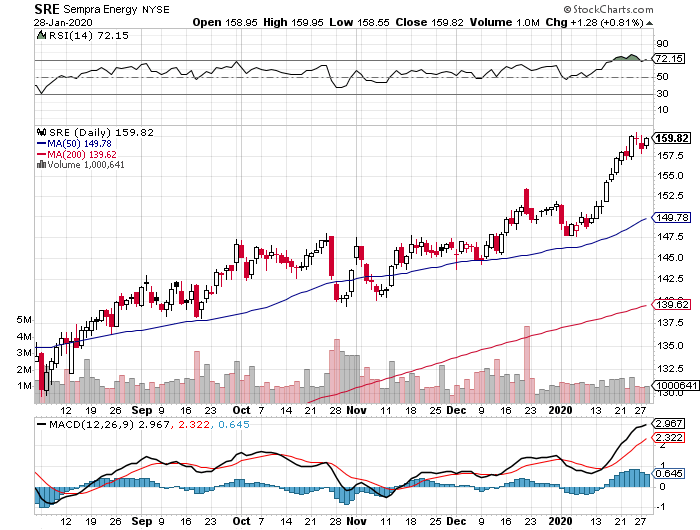 SRE Sempra Energy NYSE © StockCharts.com
28-Jan-2020 Open 158.95 High 159.95 Low 158.55 Close 159.82 Volume 1.0M Chg +1.28 (+0.81%)
RSI(14) 72.15
90
72.15
50
30
10
SRE (Daily) 159.82
MA(50) 149.78
MA(200) 139.62
Volume 1,000,641
159.82
157.5
155.0
152.5
149.78
147.5
145.0
142.5
139.62
137.5
135.0
132.5
1000641
5M
4M
3M
2M
1M
12 19 26 Sep 9 16 23 Oct 7 14 21 28 Nov 11 18 25 Dec 9 16 23 2020 13 21 27
MACD(12,26,9) 2.967, 2.322, 0.645
2.967
2.322
2
0.645
0
-1
12 19 26 Sep 9 16 23 Oct 7 14 21 28 Nov 11 18 25 Dec 9 16 23 2020 13 21 27